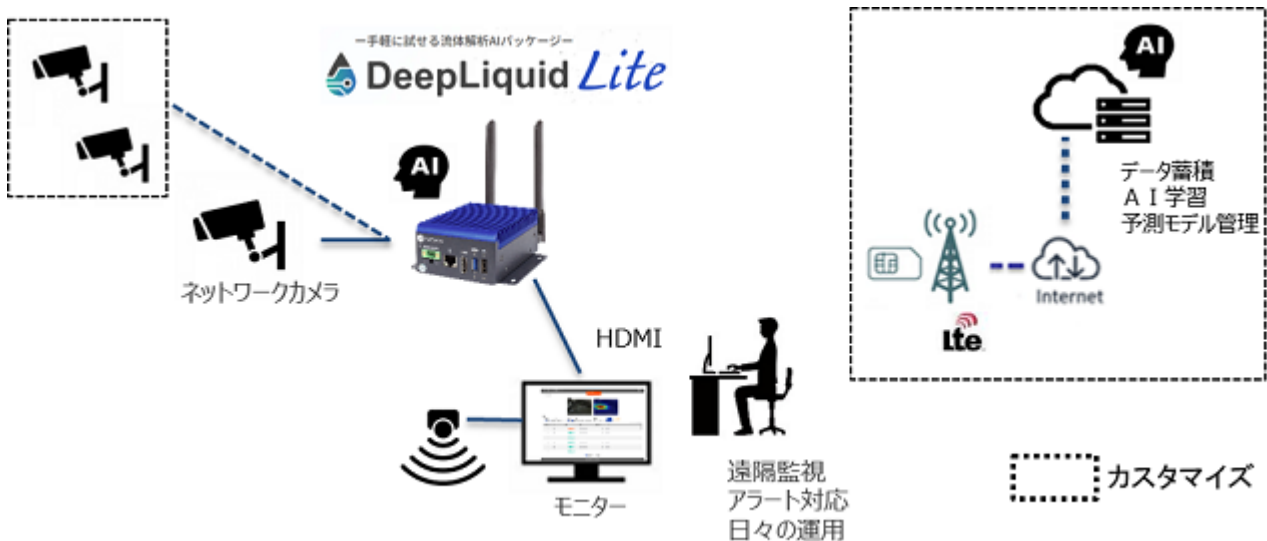 ー手軽に試せる流体解析AIパッケージー
DeepLiquid Lite
AI
ネットワークカメラ
HDMI
モニター
遠隔監視
アラート対応
日々の運用
AI
データ蓄積
ＡＩ学習
予測モデル管理
Internet
Lte
カスタマイズ